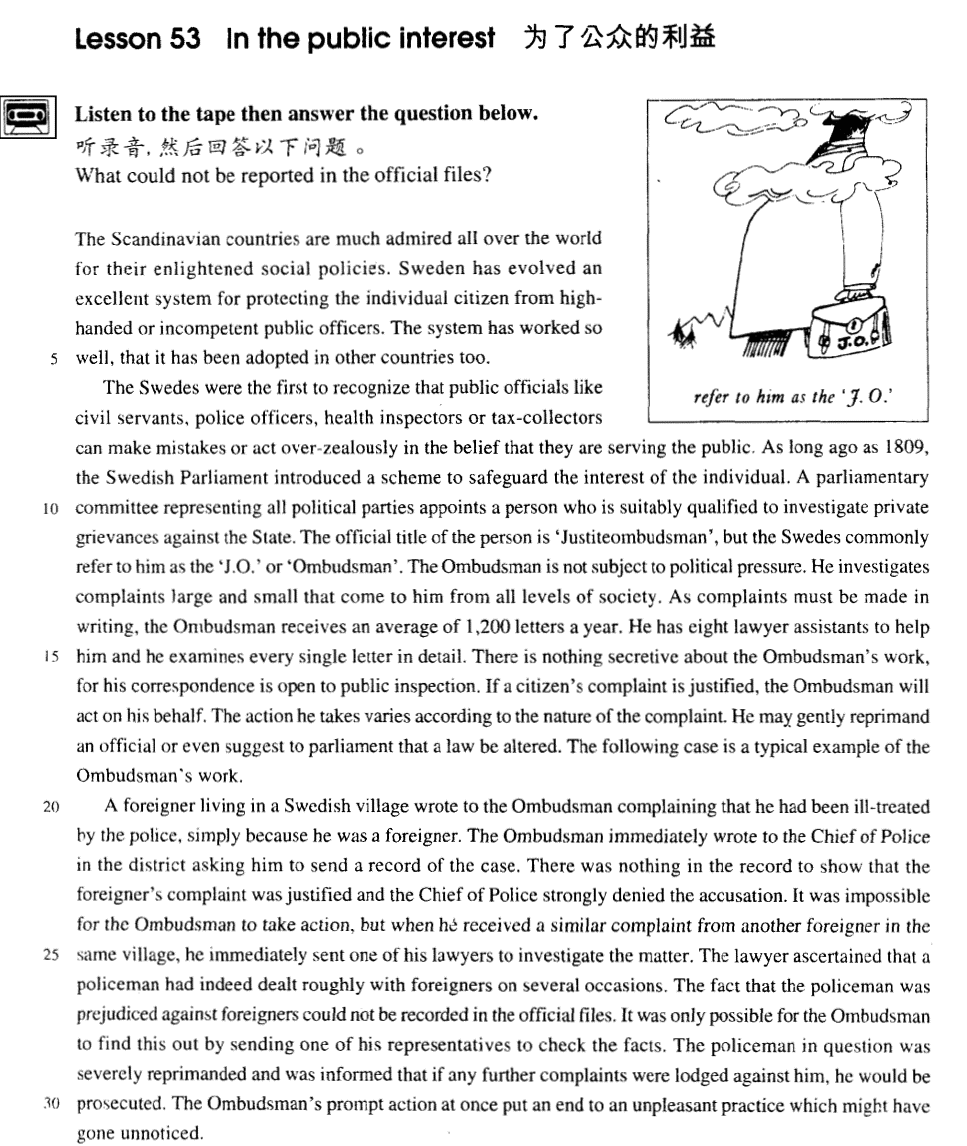 Lesson 53 In the public interest 为了公众的利益
Listen to the tape then answer the question below.
听录音，然后回答以下问题。
What could not be reported in the official files?
The Scandinavian countries are much admired all over the world
for their enlightened social policies. Sweden has evolved an
excellent system for protecting the individual citizen from high-
handed or incompetent public officers. The system has worked so
5 well, that it has been adopted in other countries too.
The Swedes were the first to recognize that public officials like
civil servants, police officers, health inspectors or tax-collectors
J.O.
refer to him as the 'J.O.'
can make mistakes or act over-zealously in the belief that they are serving the public. As long ago as 1809,
the Swedish Parliament introduced a scheme to safeguard the interest of the individual. A parliamentary
10 committee representing all political parties appoints a person who is suitably qualified to investigate private
grievances against the State. The official title of the person is 'Justiteombudsman', but the Swedes commonly
refer to him as the 'J.O.' or 'Ombudsman'. The Ombudsman is not subject to political pressure. He investigates
complaints large and small that come to him from all levels of society. As complaints must be made in
writing, the Ombudsman receives an average of 1,200 letters a year. He has eight lawyer assistants to help
15 him and he examines every single letter in detail. There is nothing secretive about the Ombudsman's work,
for his correspondence is open to public inspection. If a citizen's complaint is justified, the Ombudsman will
act on his behalf. The action he takes varies according to the nature of the complaint. He may gently reprimand
an official or even suggest to parliament that a law be altered. The following case is a typical example of the
Ombudsman's work.
20 A foreigner living in a Swedish village wrote to the Ombudsman complaining that he had been ill-treated
by the police, simply because he was a foreigner. The Ombudsman immediately wrote to the Chief of Police
in the district asking him to send a record of the case. There was nothing in the record to show that the
foreigner's complaint was justified and the Chief of Police strongly denied the accusation. It was impossible
for the Ombudsman to take action, but when he received a similar complaint from another foreigner in the
25 same village, he immediately sent one of his lawyers to investigate the matter. The lawyer ascertained that a
policeman had indeed dealt roughly with foreigners on several occasions. The fact that the policeman was
prejudiced against foreigners could not be recorded in the official files. It was only possible for the Ombudsman
to find this out by sending one of his representatives to check the facts. The policeman in question was
severely reprimanded and was informed that if any further complaints were lodged against him, he would be
30 prosecuted. The Ombudsman's prompt action at once put an end to an unpleasant practice which might have
gone unnoticed.